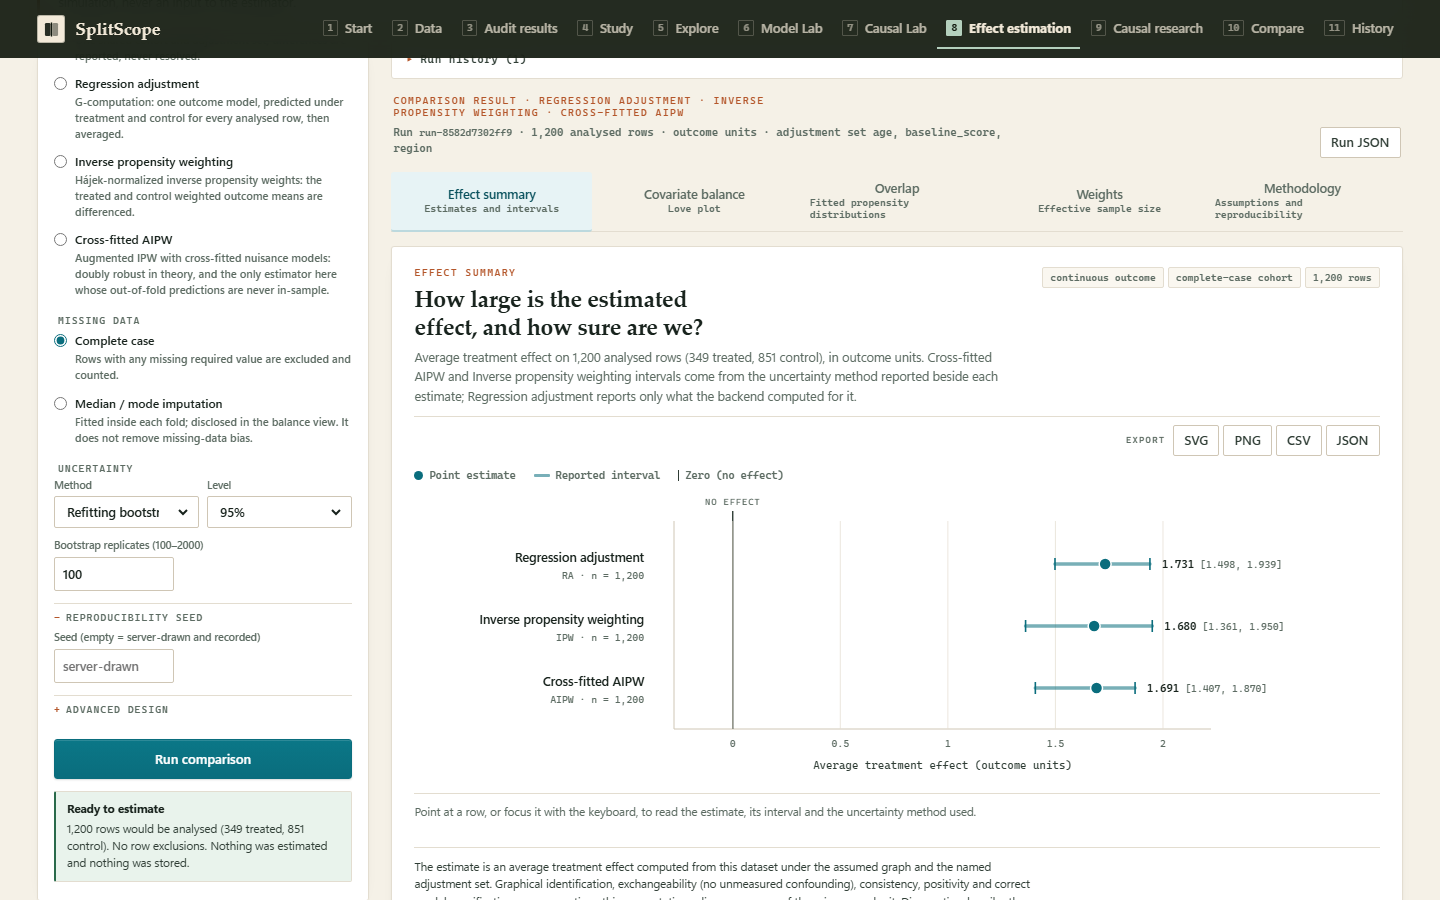 SplitScope
1 Start
2 Data
3 Audit results
4 Study
5 Explore
6 Model Lab
7 Causal Lab
8 Effect estimation
9 Causal research
10 Compare
11 History
reported, never resolved.
Regression adjustment
G-computation: one outcome model, predicted under
treatment and control for every analysed row, then
averaged.
Inverse propensity weighting
Hájek-normalized inverse propensity weights: the
treated and control weighted outcome means are
differenced.
Cross-fitted AIPW
Augmented IPW with cross-fitted nuisance models:
doubly robust in theory, and the only estimator here
whose out-of-fold predictions are never in-sample.
MISSING DATA
Complete case
Rows with any missing required value are excluded and
counted.
Median / mode imputation
Fitted inside each fold; disclosed in the balance view. It
does not remove missing-data bias.
UNCERTAINTY
Method
Level
Refitting bootstr
95%
Bootstrap replicates (100–2000)
100
− REPRODUCIBILITY SEED
Seed (empty = server-drawn and recorded)
server-drawn
+ ADVANCED DESIGN
Run comparison
Ready to estimate
1,200 rows would be analysed (349 treated, 851
control). No row exclusions. Nothing was estimated
and nothing was stored.
Run history (1)
COMPARISON RESULT · REGRESSION ADJUSTMENT · INVERSE
PROPENSITY WEIGHTING · CROSS-FITTED AIPW
Run run-8582d7302ff9 · 1,200 analysed rows · outcome units · adjustment set age, baseline_score,
region
Run JSON
Effect summary
Estimates and intervals
Covariate balance
Love plot
Overlap
Fitted propensity
distributions
Weights
Effective sample size
Methodology
Assumptions and
reproducibility
EFFECT SUMMARY
continuous outcome
complete-case cohort
1,200 rows
How large is the estimated
effect, and how sure are we?
Average treatment effect on 1,200 analysed rows (349 treated, 851 control), in outcome units. Cross-fitted
AIPW and Inverse propensity weighting intervals come from the uncertainty method reported beside each
estimate; Regression adjustment reports only what the backend computed for it.
EXPORT
SVG
PNG
CSV
JSON
Point estimate
Reported interval
Zero (no effect)
NO EFFECT
Regression adjustment
RA · n = 1,200
1.731 [1.498, 1.939]
Inverse propensity weighting
IPW · n = 1,200
1.680 [1.361, 1.950]
Cross-fitted AIPW
AIPW · n = 1,200
1.691 [1.407, 1.870]
0
0.5
1
1.5
2
Average treatment effect (outcome units)
Point at a row, or focus it with the keyboard, to read the estimate, its interval and the uncertainty method used.
The estimate is an average treatment effect computed from this dataset under the assumed graph and the named
adjustment set. Graphical identification, exchangeability (no unmeasured confounding), consistency, positivity and correct